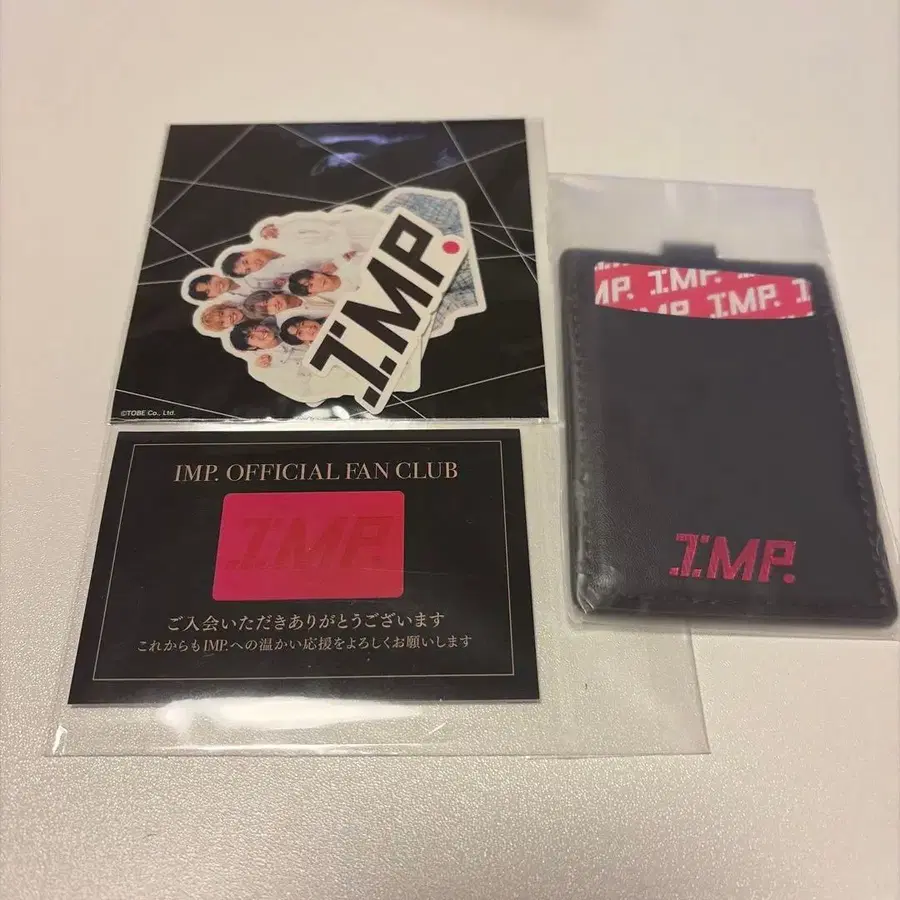 IMP.
©TOBE Co., Ltd.
IMP. OFFICIAL FAN CLUB
IMP.
ご入会いただきありがとうございます
これからもIMP.への温かい応援をよろしくお願いします
MP. IMP.
IMP.
IMP.